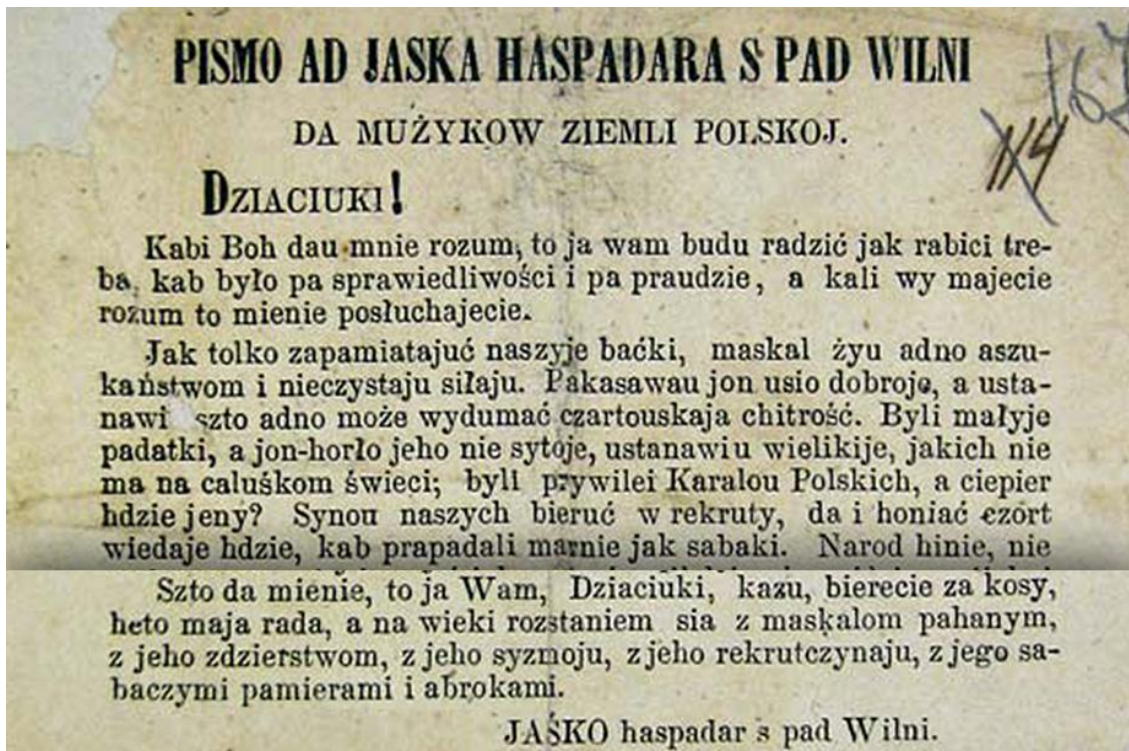 PISMO AD JASKA HASPADARA S PAD WILNI
DA MUŻYKOW ZIEMLI POLSKOJ.
167
114
DZIACIUKI!
Kabi Boh dau mnie rozum, to ja wam budu radzić jak rabici tre-
ba, kab było pa sprawiedliwości i pa praudzie, a kali wy majecie
rozum to mienie posłuchajecie.
Jak tolko zapamiatajuć naszyje baćki, maskal żyu adno aszu-
kaństwom i nieczystaju siłaju. Pakasawau jon usio dobroje, a usta-
nawi szto adno może wydumać czartouskaja chitrość. Byli małyje
padatki, a jon-horło jeho nie sytoje, ustanawiu wielikije, jakich nie
ma na caluśkom świeci; byli prywilei Karalou Polskich, a ciepier
hdzie jeny? Synou naszych bieruć w rekruty, da i honiać czort
wiedaje hdzie, kab prapadali marnie jak sabaki. Narod hinie, nie
Szto da mienie, to ja Wam, Dziaciuki, kazu, bierecie za kosy,
heto maja rada, a na wieki rozstaniem sia z maskalom pahanym,
z jeho zdzierstwom, z jeho syzmoju, z jeho rekrutczynaju, z jego sa-
baczymi pamierami i abrokami.
JAŚKO haspadar s pad Wilni.